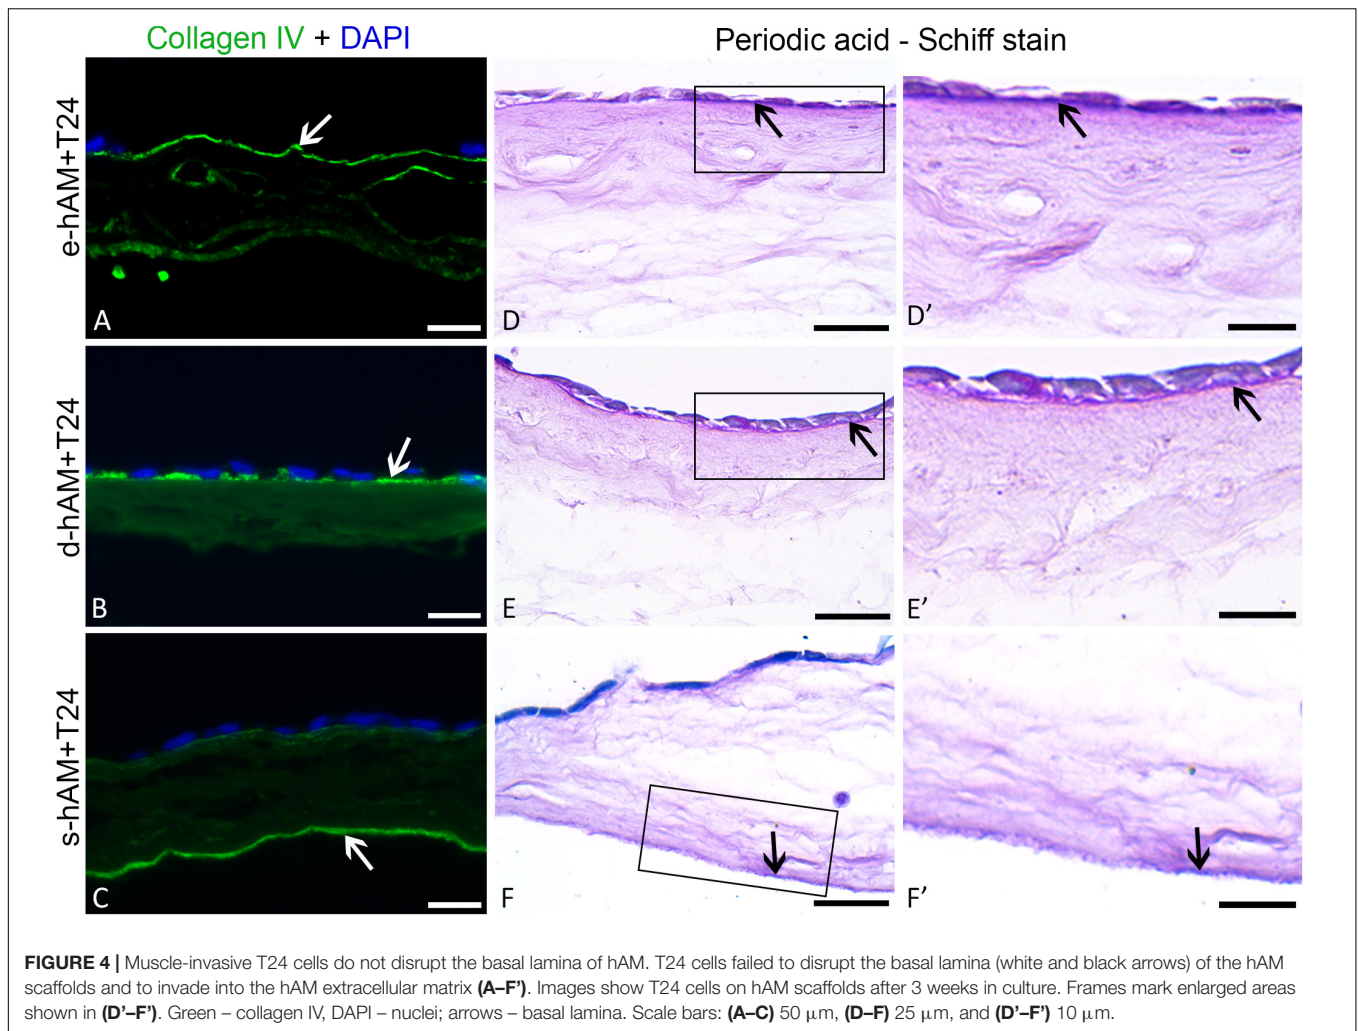 Collagen IV + DAPI
Periodic acid - Schiff stain
e-hAM+T24
A
D
D’
d-hAM+T24
B
E
E’
s-hAM+T24
C
F
F’
FIGURE 4 | Muscle-invasive T24 cells do not disrupt the basal lamina of hAM. T24 cells failed to disrupt the basal lamina (white and black arrows) of the hAM
scaffolds and to invade into the hAM extracellular matrix (A–F’). Images show T24 cells on hAM scaffolds after 3 weeks in culture. Frames mark enlarged areas
shown in (D’–F’). Green – collagen IV, DAPI – nuclei; arrows – basal lamina. Scale bars: (A–C) 50 μm, (D–F) 25 μm, and (D’–F’) 10 μm.